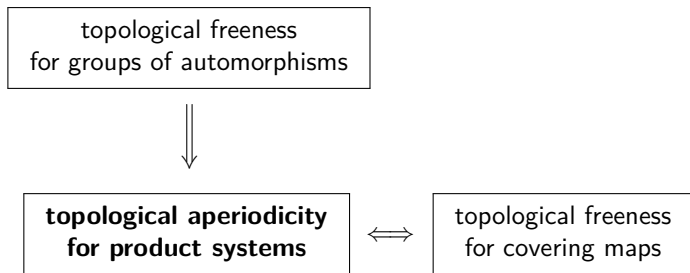 topological freeness
for groups of automorphisms
topological aperiodicity
for product systems
topological freeness
for covering maps